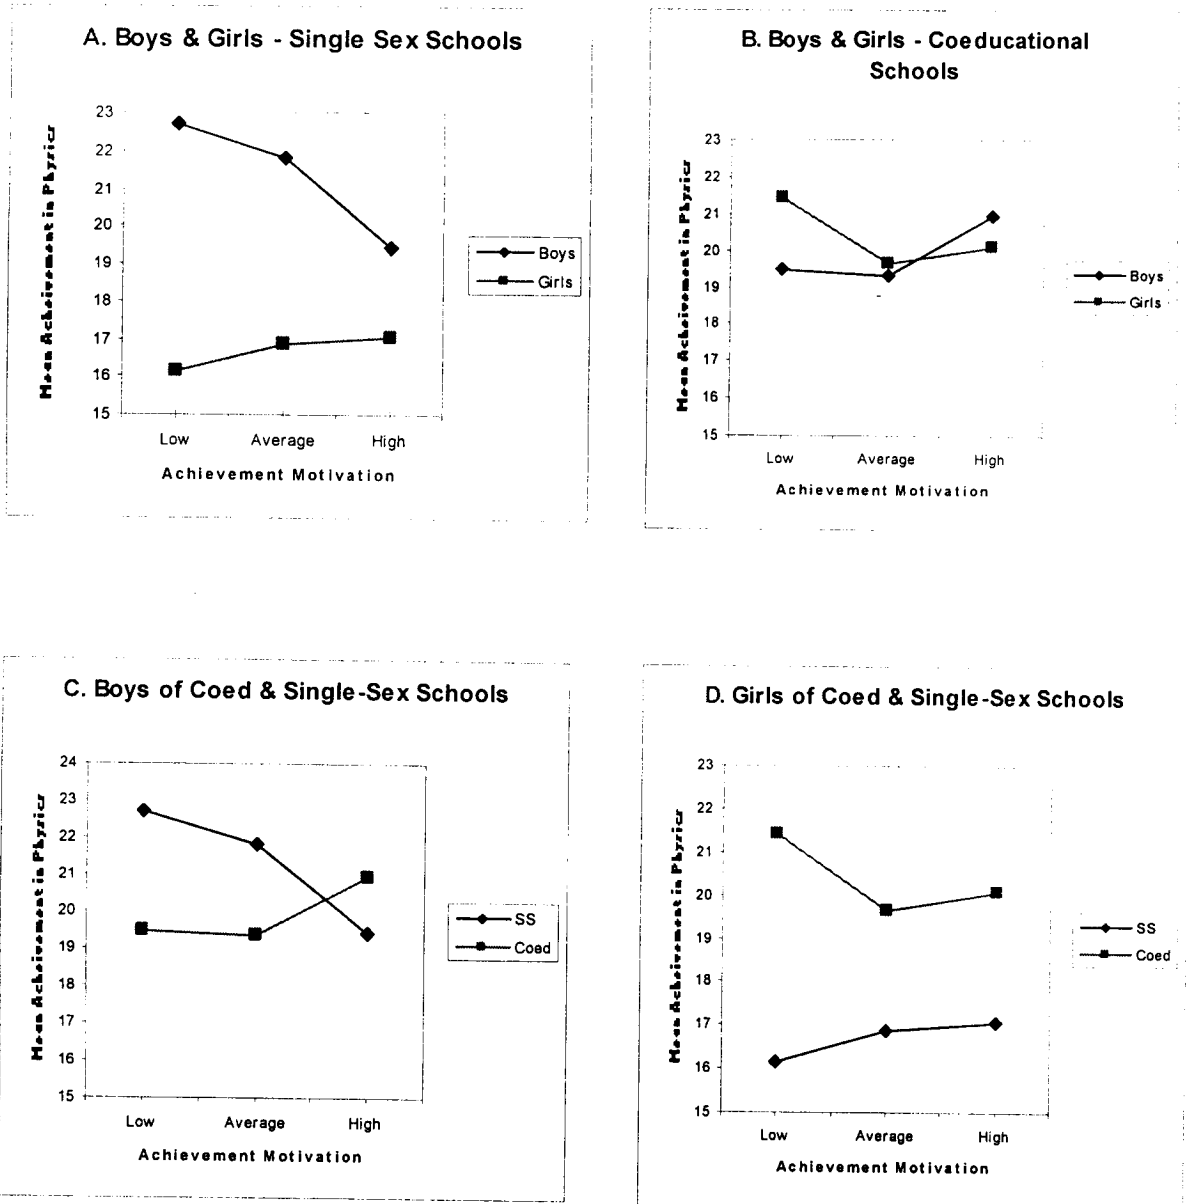 A. Boys & Girls - Single Sex Schools
23
22
21
20
19
18
17
16
15
Mean Acheivement in Physics
Low Average High
Achievement Motivation
Boys
Girls
B. Boys & Girls - Coeducational
Schools
23
22
21
20
19
18
17
16
15
Mean Acheivement in Physics
Low Average High
Achievement Motivation
Boys
Girls
C. Boys of Coed & Single-Sex Schools
24
23
22
21
20
19
18
17
16
15
Mean Acheivement in Physics
Low Average High
Achievement Motivation
SS
Coed
D. Girls of Coed & Single-Sex Schools
23
22
21
20
19
18
17
16
15
Mean Acheivement in Physics
Low Average High
Achievement Motivation
SS
Coed